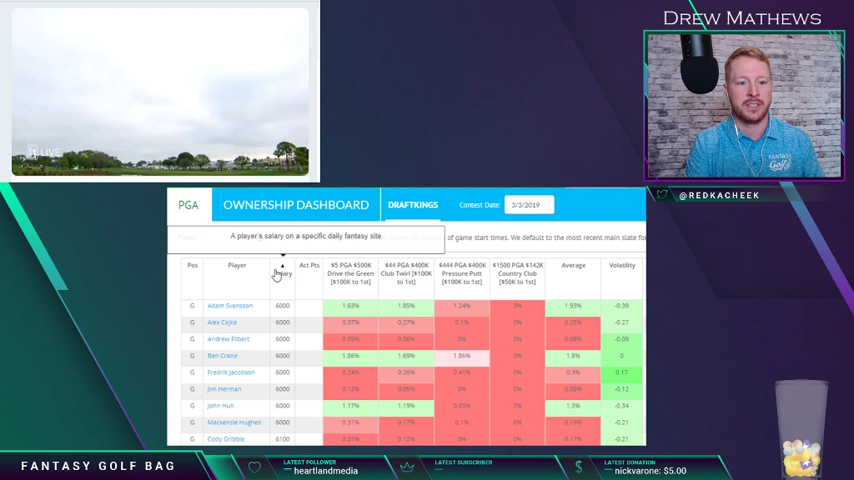 DREW MATHEWS
LIVE
FANTASY
Golf
@REDKACHEEK
PGA
OWNERSHIP DASHBOARD
DRAFTKINGS
Contest Date:
3/3/2019
A player's salary on a specific daily fantasy site
of game start times. We default to the most recent main slate for
Pos
Player
Salary
Act Pts
$5 PGA $500K Drive the Green [$100K to 1st]
$44 PGA $400K Club Twirl [$100K to 1st]
$444 PGA $400K Pressure Putt [$100K to 1st]
$1500 PGA $142K Country Club [$50K to 1st]
Average
Volatility
G Adam Svensson 6000 1.63% 1.85% 1.24% 3% 1.93% -0.39
G Alex Cejka 6000 0.37% 0.27% 0.1% 0% 0.25% -0.27
G Andrew Filbert 6000 0.09% 0.06% 0% 0% -0.09
G Ben Crane 6000 1.86% 1.69% 1.86% 0% 1.8% 0
G Fredrik Jacobson 6000 0.24% 0.26% 0.41% 0% 0.3% 0.17
G Jim Herman 6000 0.12% 0.05% 0% 0% -0.12
G John Huh 6000 1.17% 1.19% 0.83% 2% 1.3% -0.34
G Mackenzie Hughes 6000 0.31% 0.17% 0.1% 0% 0.19% -0.21
G Cody Gribble 6100 0.21% 0.12% 0% 0% 0.17% -0.21
FANTASY GOLF BAG
LATEST FOLLOWER
heartlandmedia
LATEST SUBSCRIBER
LATEST DONATION
nickvarone: $5.00